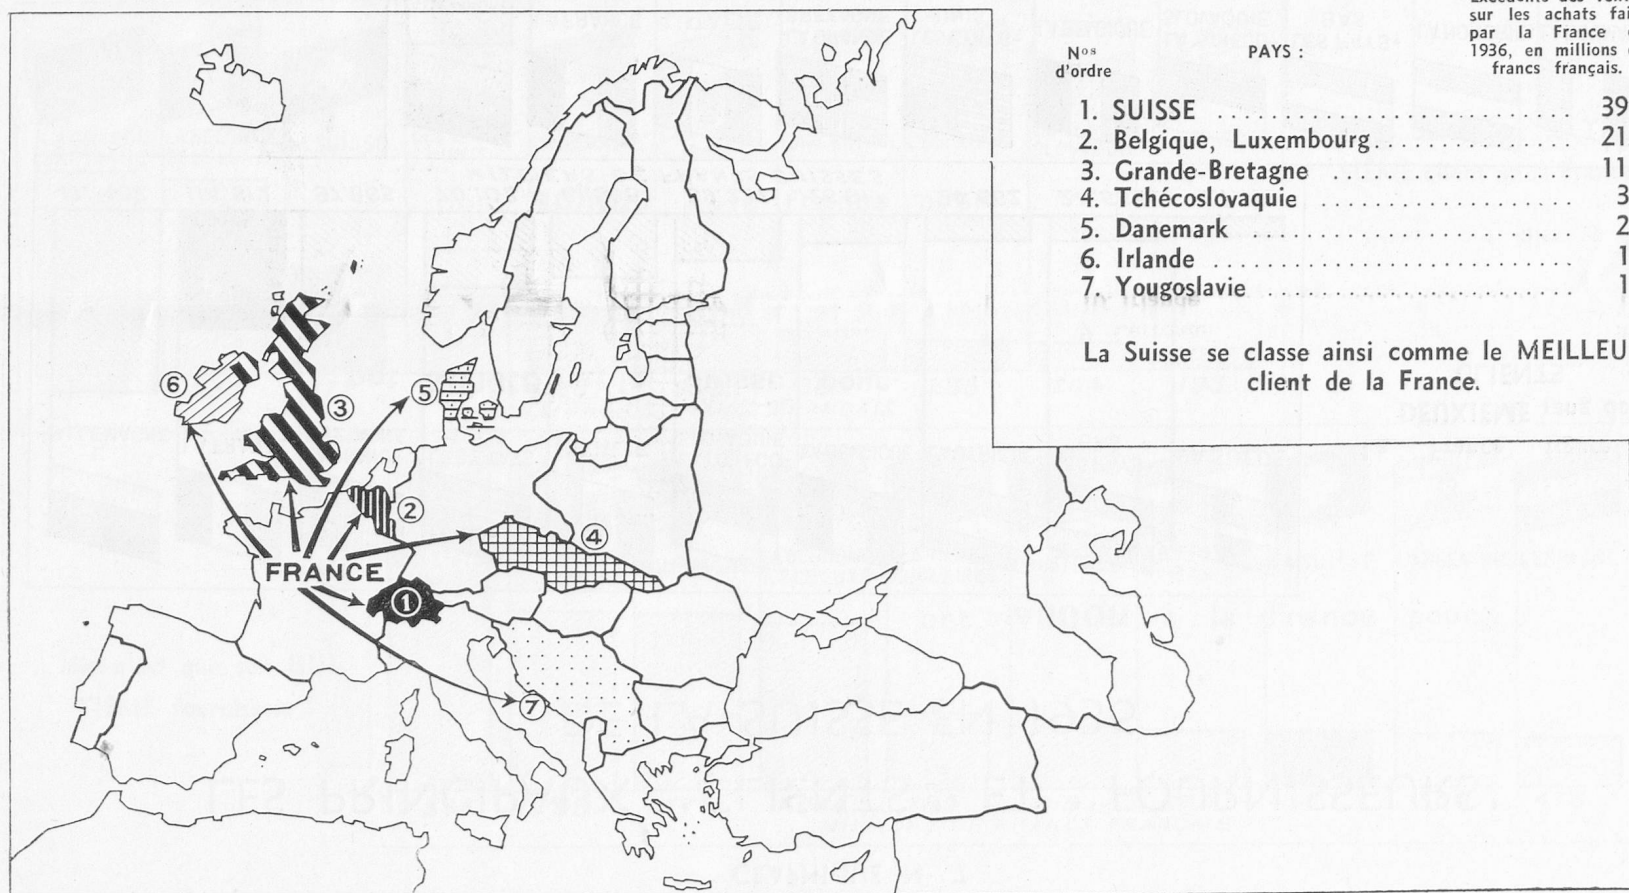 sur les achats fai
par la France
1936, en millions
francs français.
Nos
d'ordre
PAYS :
1. SUISSE 39
2. Belgique, Luxembourg 21
3. Grande-Bretagne 11
4. Tchécoslovaquie 3
5. Danemark 2
6. Irlande 1
7. Yougoslavie 1
La Suisse se classe ainsi comme le MEILLEU
client de la France.
6
3
5
2
4
FRANCE
1
7